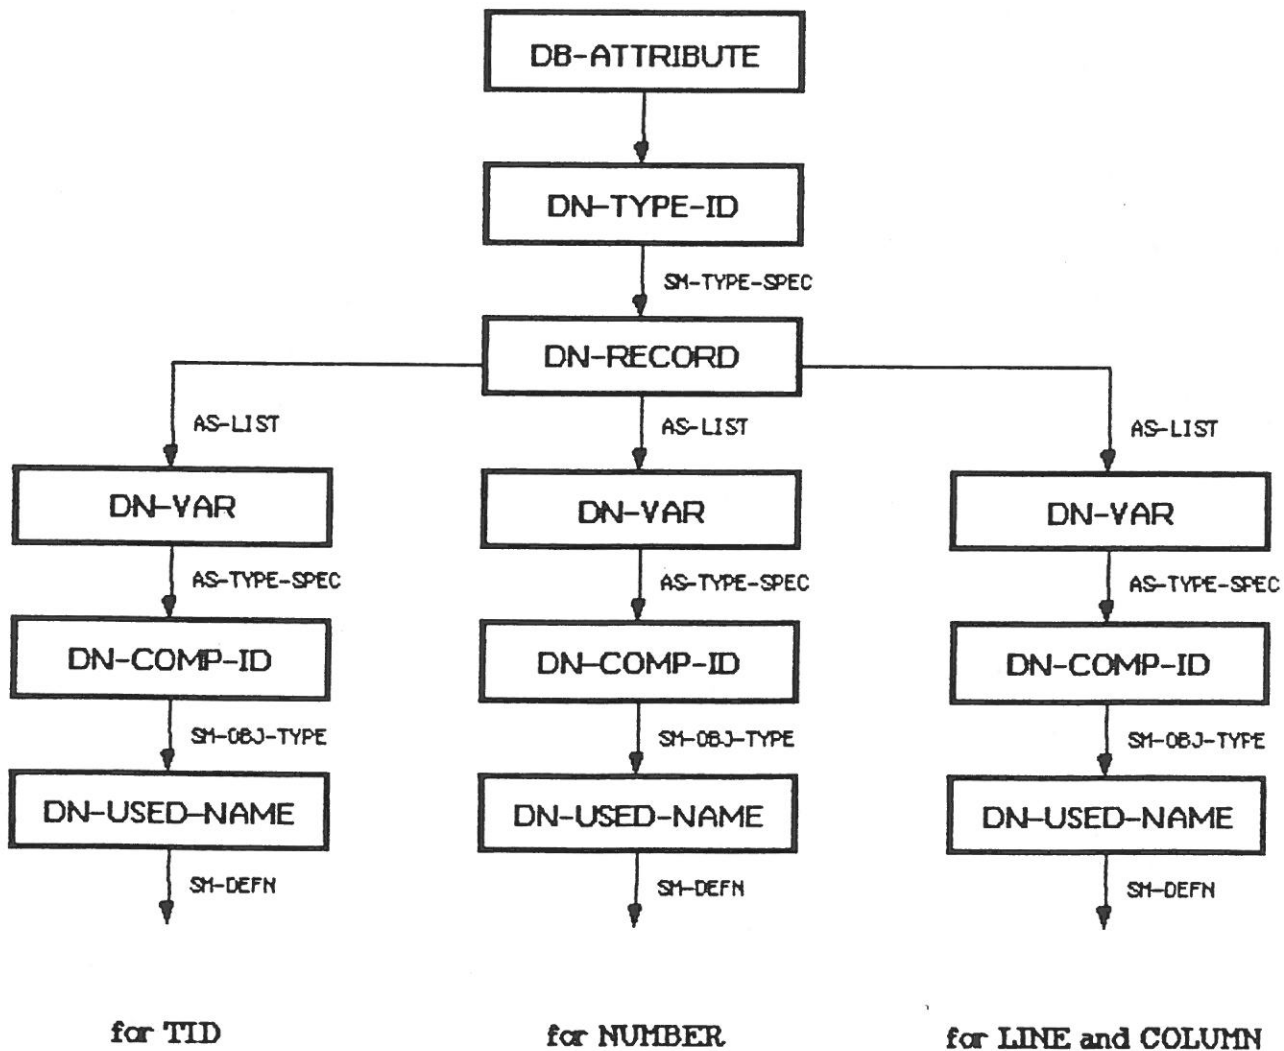 DB-ATTRIBUTE
DN-TYPE-ID
SM-TYPE-SPEC
DN-RECORD
AS-LIST
AS-LIST
AS-LIST
DN-VAR
DN-VAR
DN-VAR
AS-TYPE-SPEC
AS-TYPE-SPEC
AS-TYPE-SPEC
DN-COMP-ID
DN-COMP-ID
DN-COMP-ID
SM-OBJ-TYPE
SM-OBJ-TYPE
SM-OBJ-TYPE
DN-USED-NAME
DN-USED-NAME
DN-USED-NAME
SM-DEFN
SM-DEFN
SM-DEFN
for TID
for NUMBER
for LINE and COLUMN